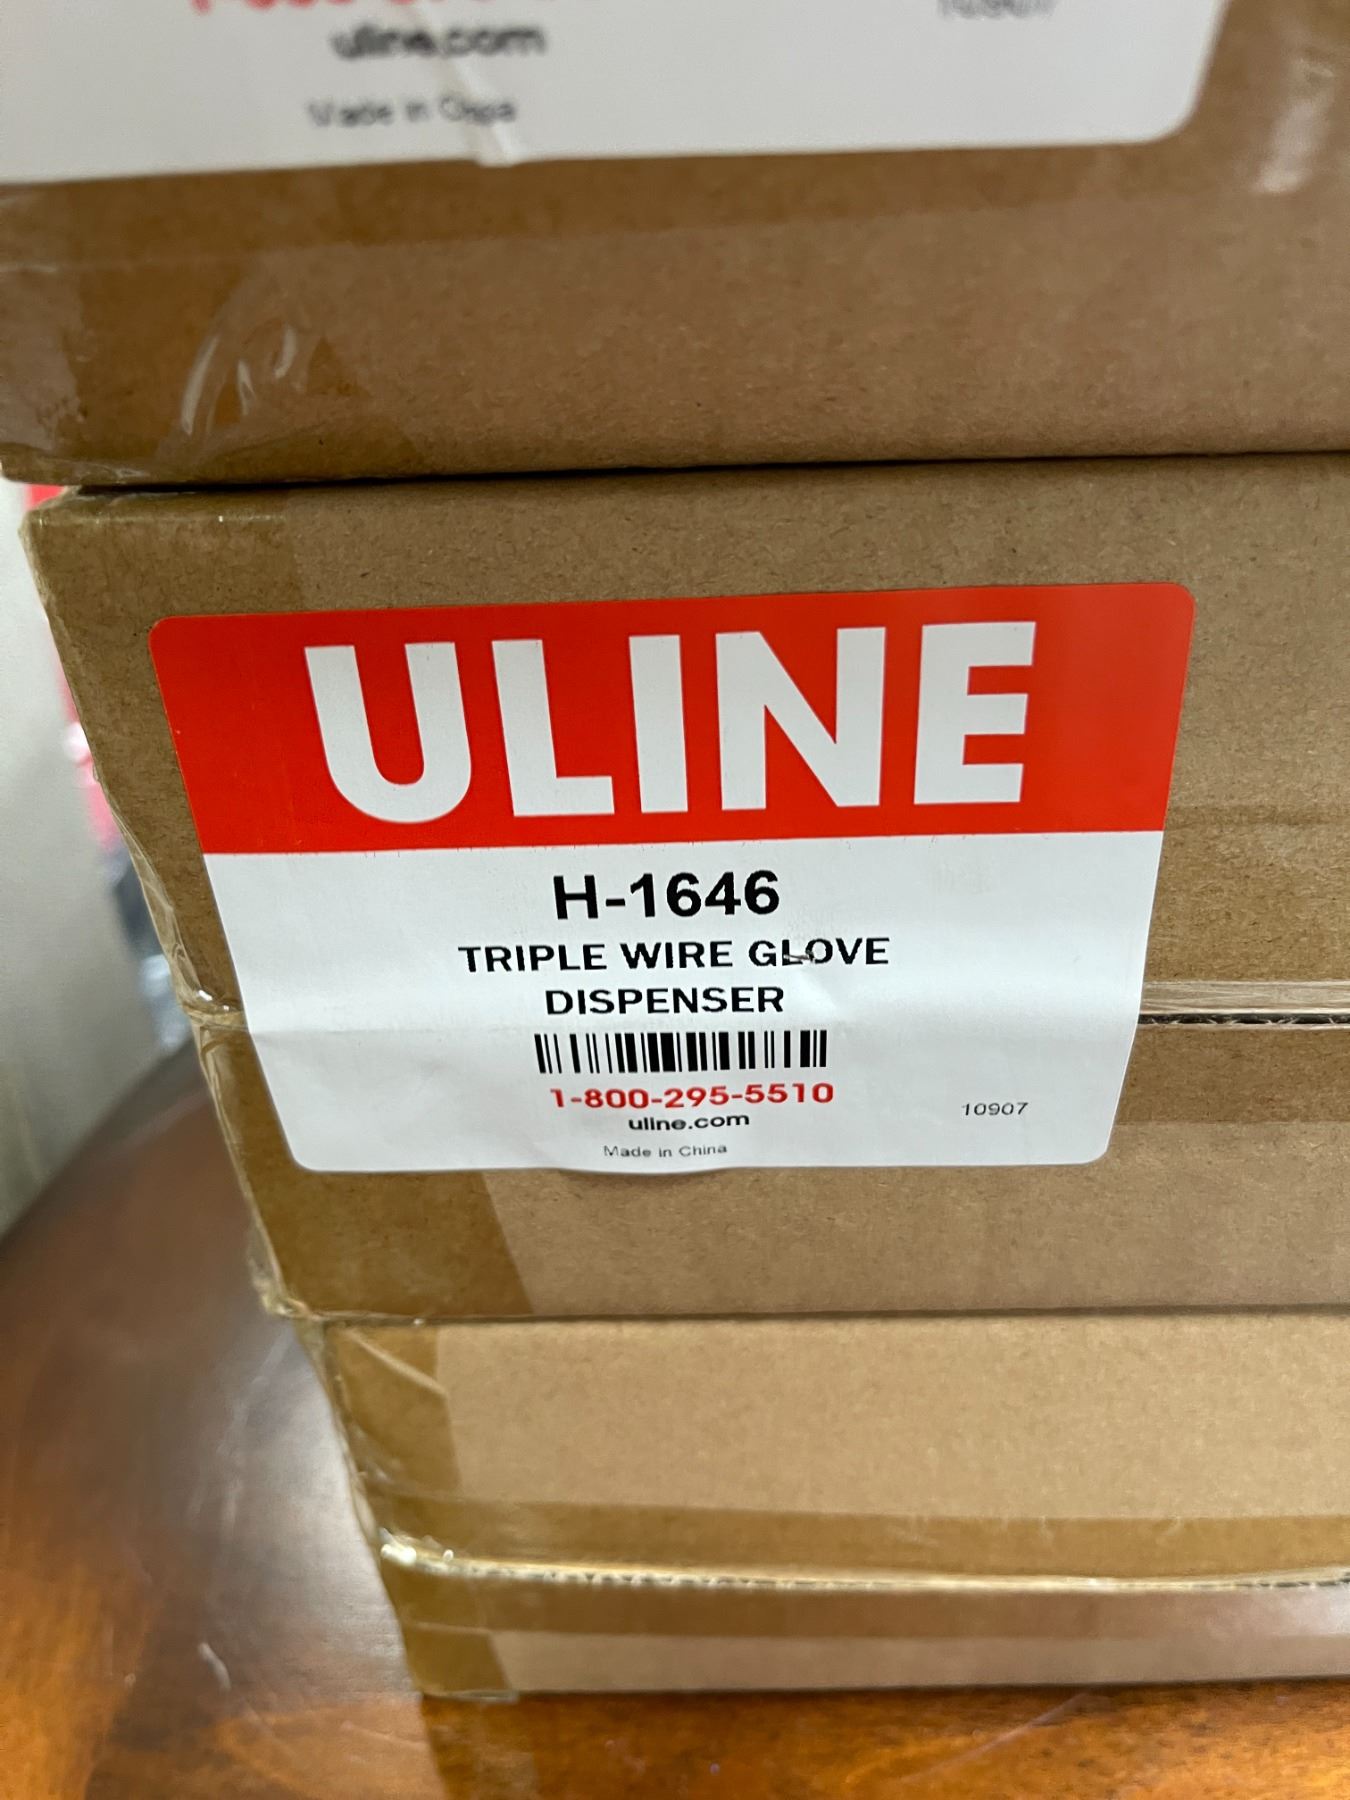 uline.com
Made in China
ULINE
H-1646
TRIPLE WIRE GLOVE
DISPENSER
1-800-295-5510
uline.com
10907
Made in China